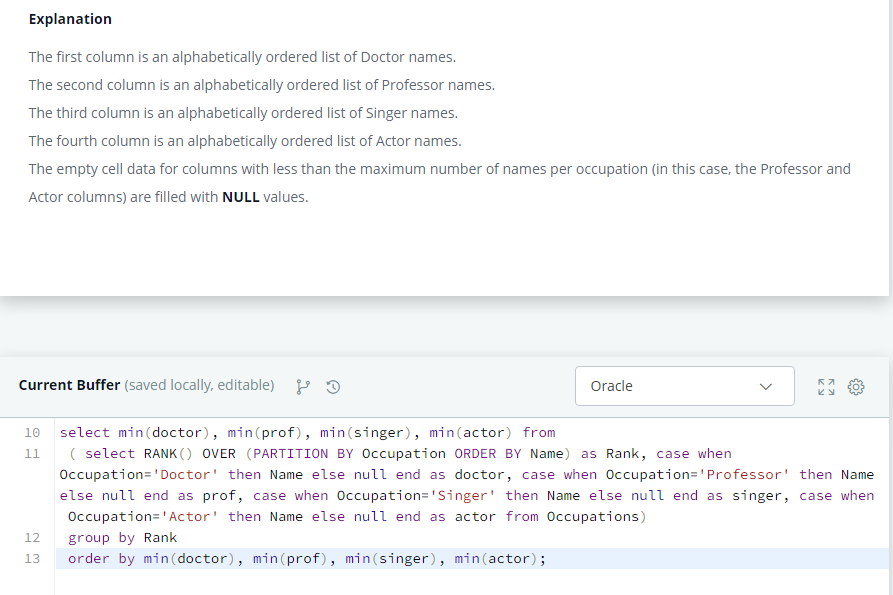 Explanation
The first column is an alphabetically ordered list of Doctor names.
The second column is an alphabetically ordered list of Professor names.
The third column is an alphabetically ordered list of Singer names.
The fourth column is an alphabetically ordered list of Actor names.
The empty cell data for columns with less than the maximum number of names per occupation (in this case, the Professor and
Actor columns) are filled with NULL values.
Current Buffer (saved locally, editable)
Oracle
10 select min(doctor), min(prof), min(singer), min(actor) from
11 ( select RANK() OVER (PARTITION BY Occupation ORDER BY Name) as Rank, case when
Occupation='Doctor' then Name else null end as doctor, case when Occupation='Professor' then Name
else null end as prof, case when Occupation='Singer' then Name else null end as singer, case when
Occupation='Actor' then Name else null end as actor from Occupations)
12 group by Rank
13 order by min(doctor), min(prof), min(singer), min(actor);